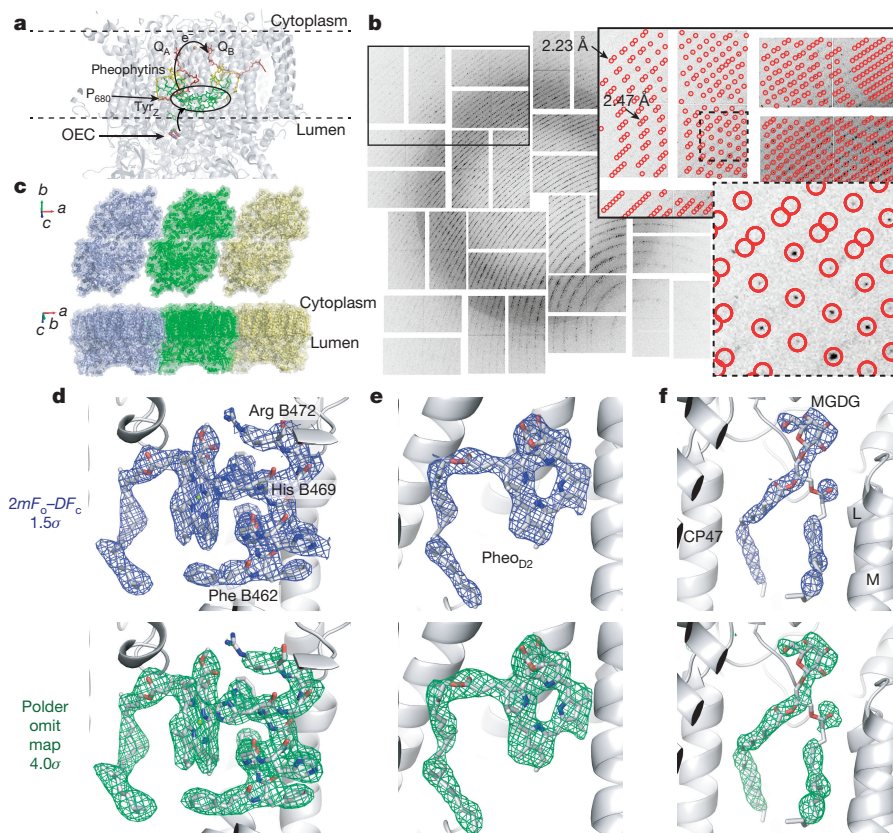 a
Cytoplasm
Q_A
e⁻
Q_B
Pheophytins
P_680
Tyr_Z
Lumen
OEC
b
2.23 Å
2.47 Å
c
b
a
c
a
c b
Cytoplasm
Lumen
d
Arg B472
His B469
Phe B462
2mF_o–DF_c
1.5σ
e
Pheo_D2
f
MGDG
CP47
L
M
Polder
omit
map
4.0σ